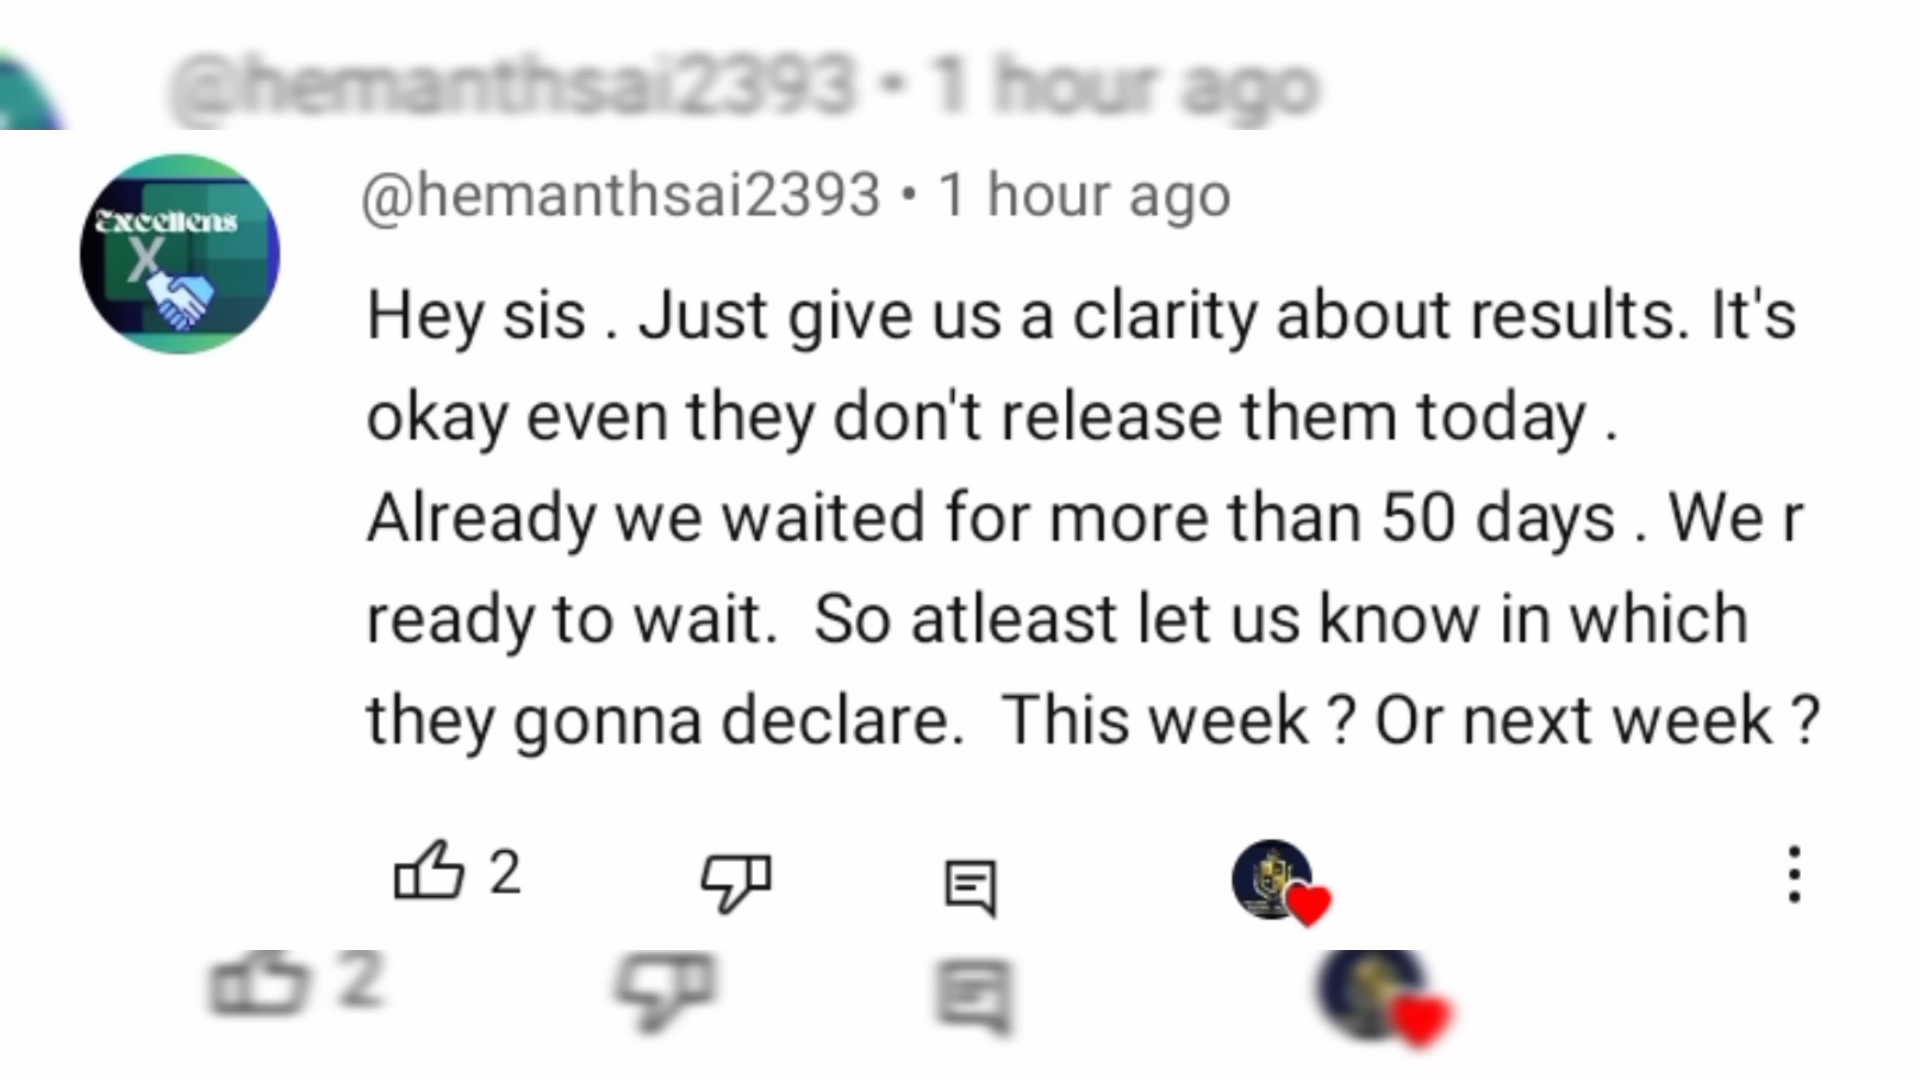 @hemanthsai2393 • 1 hour ago
Excellens
X
@hemanthsai2393 • 1 hour ago
Hey sis . Just give us a clarity about results. It's
okay even they don't release them today .
Already we waited for more than 50 days . We r
ready to wait.  So atleast let us know in which
they gonna declare.  This week ? Or next week ?
2
2